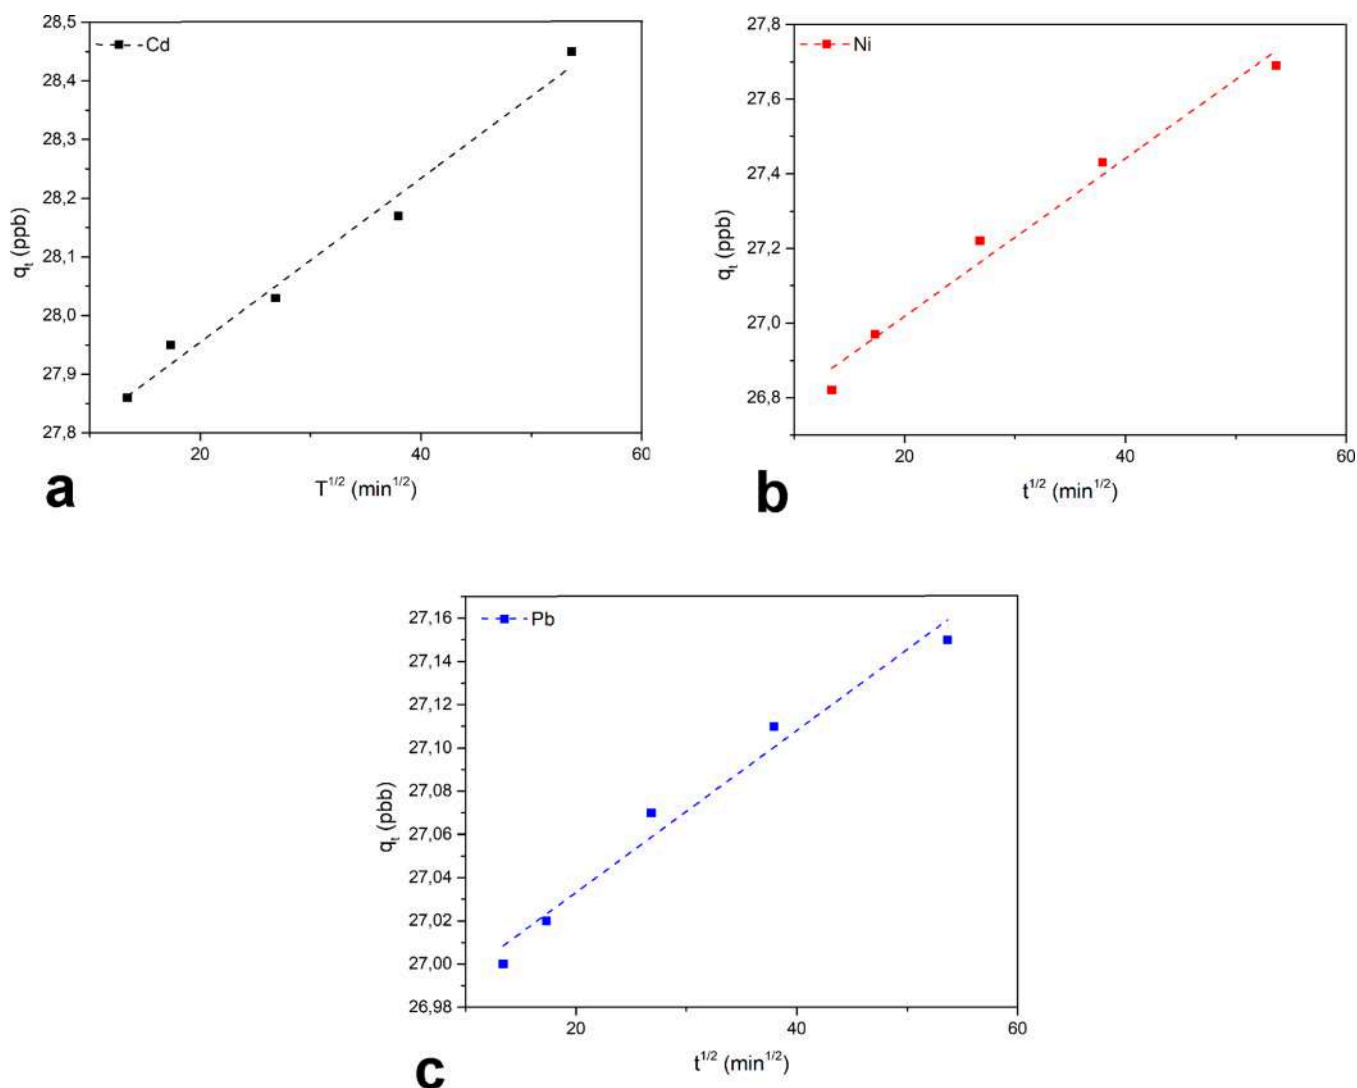 28,5
28,4
28,3
28,2
28,1
28,0
27,9
27,8
Cd
q_t (ppb)
20 40 60
T^1/2 (min^1/2)
a
27,8
27,6
27,4
27,2
27,0
26,8
Ni
q_t (ppb)
20 40 60
t^1/2 (min^1/2)
b
27,16
27,14
27,12
27,10
27,08
27,06
27,04
27,02
27,00
26,98
Pb
q_t (pbb)
20 40 60
t^1/2 (min^1/2)
c